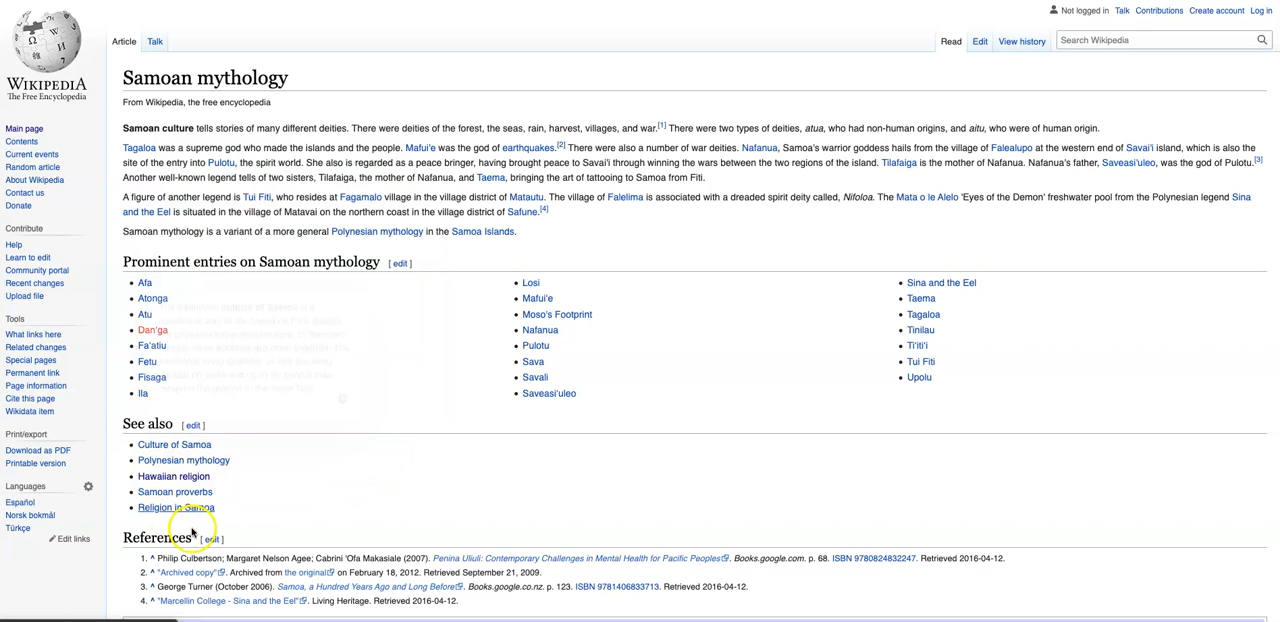 Not logged in Talk Contributions Create account Log in
WIKIPEDIA
The Free Encyclopedia
Article Talk
Read Edit View history Search Wikipedia
Samoan mythology
From Wikipedia, the free encyclopedia
Samoan culture tells stories of many different deities. There were deities of the forest, the seas, rain, harvest, villages, and war.[1] There were two types of deities, atua, who had non-human origins, and aitu, who were of human origin.
Tagaloa was a supreme god who made the islands and the people. Mafui'e was the god of earthquakes.[2] There were also a number of war deities. Nafanua, Samoa's warrior goddess hails from the village of Falealupo at the western end of Savai'i island, which is also the
site of the entry into Pulotu, the spirit world. She also is regarded as a peace bringer, having brought peace to Savai'i through winning the wars between the two regions of the island. Tilafaiga is the mother of Nafanua. Nafanua's father, Saveasi'uleo, was the god of Pulotu.[3]
Another well-known legend tells of two sisters, Tilafaiga, the mother of Nafanua, and Taema, bringing the art of tattooing to Samoa from Fiti.
A figure of another legend is Tui Fiti, who resides at Fagamalo village in the village district of Matautu. The village of Falelima is associated with a dreaded spirit deity called, Nifoloa. The Mata o le Alelo 'Eyes of the Demon' freshwater pool from the Polynesian legend Sina
and the Eel is situated in the village of Matavai on the northern coast in the village district of Safune.[4]
Samoan mythology is a variant of a more general Polynesian mythology in the Samoa Islands.
Prominent entries on Samoan mythology [ edit ]
Afa
Atonga
Atu
Dan'ga
Fa'atiu
Fetu
Fisaga
Ila
Losi
Mafui'e
Moso's Footprint
Nafanua
Pulotu
Sava
Savali
Saveasi'uleo
Sina and the Eel
Taema
Tagaloa
Tinilau
Ti'iti'i
Tui Fiti
Upolu
See also [ edit ]
Culture of Samoa
Polynesian mythology
Hawaiian religion
Samoan proverbs
Religion in Samoa
References [ edit ]
1. ^ Philip Culbertson; Margaret Nelson Agee; Cabrini 'Ofa Makasiale (2007). Penina Uliuli: Contemporary Challenges in Mental Health for Pacific Peoples. Books.google.com. p. 68. ISBN 9780824832247. Retrieved 2016-04-12.
2. ^ "Archived copy". Archived from the original on February 18, 2012. Retrieved September 21, 2009.
3. ^ George Turner (October 2006). Samoa, a Hundred Years Ago and Long Before. Books.google.co.nz. p. 123. ISBN 9781406833713. Retrieved 2016-04-12.
4. ^ "Marcellin College - Sina and the Eel". Living Heritage. Retrieved 2016-04-12.
Main page
Contents
Current events
Random article
About Wikipedia
Contact us
Donate
Contribute
Help
Learn to edit
Community portal
Recent changes
Upload file
Tools
What links here
Related changes
Special pages
Permanent link
Page information
Cite this page
Wikidata item
Print/export
Download as PDF
Printable version
Languages
Español
Norsk bokmål
Türkçe
Edit links